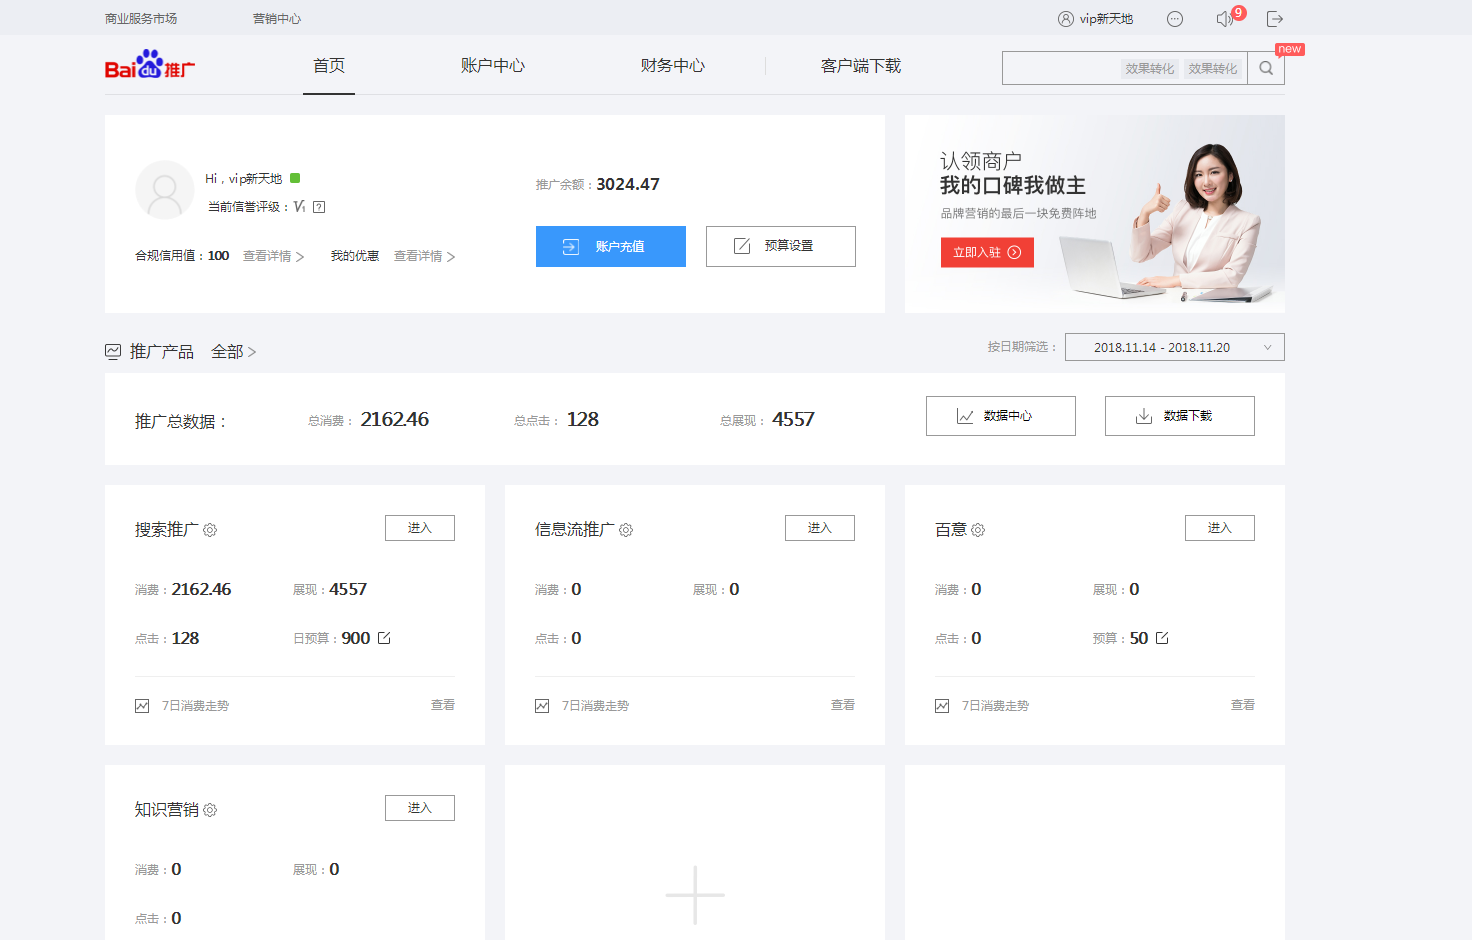 商业服务市场 营销中心 vip新天地 9
Baidu推广 首页 账户中心 财务中心 客户端下载 效果转化 效果转化 new
Hi，vip新天地
当前信誉评级： V1 ?
合规信用值：100 查看详情 > 我的优惠 查看详情 >
推广余额：3024.47
账户充值 预算设置
认领商户
我的口碑我做主
品牌营销的最后一块免费阵地
立即入驻
推广产品 全部 > 按日期筛选： 2018.11.14 - 2018.11.20
推广总数据： 总消费： 2162.46 总点击： 128 总展现： 4557 数据中心 数据下载
搜索推广 进入
消费：2162.46 展现：4557
点击：128 日预算：900
7日消费走势 查看
信息流推广 进入
消费：0 展现：0
点击：0
7日消费走势 查看
百意 进入
消费：0 展现：0
点击：0 预算：50
7日消费走势 查看
知识营销 进入
消费：0 展现：0
点击：0